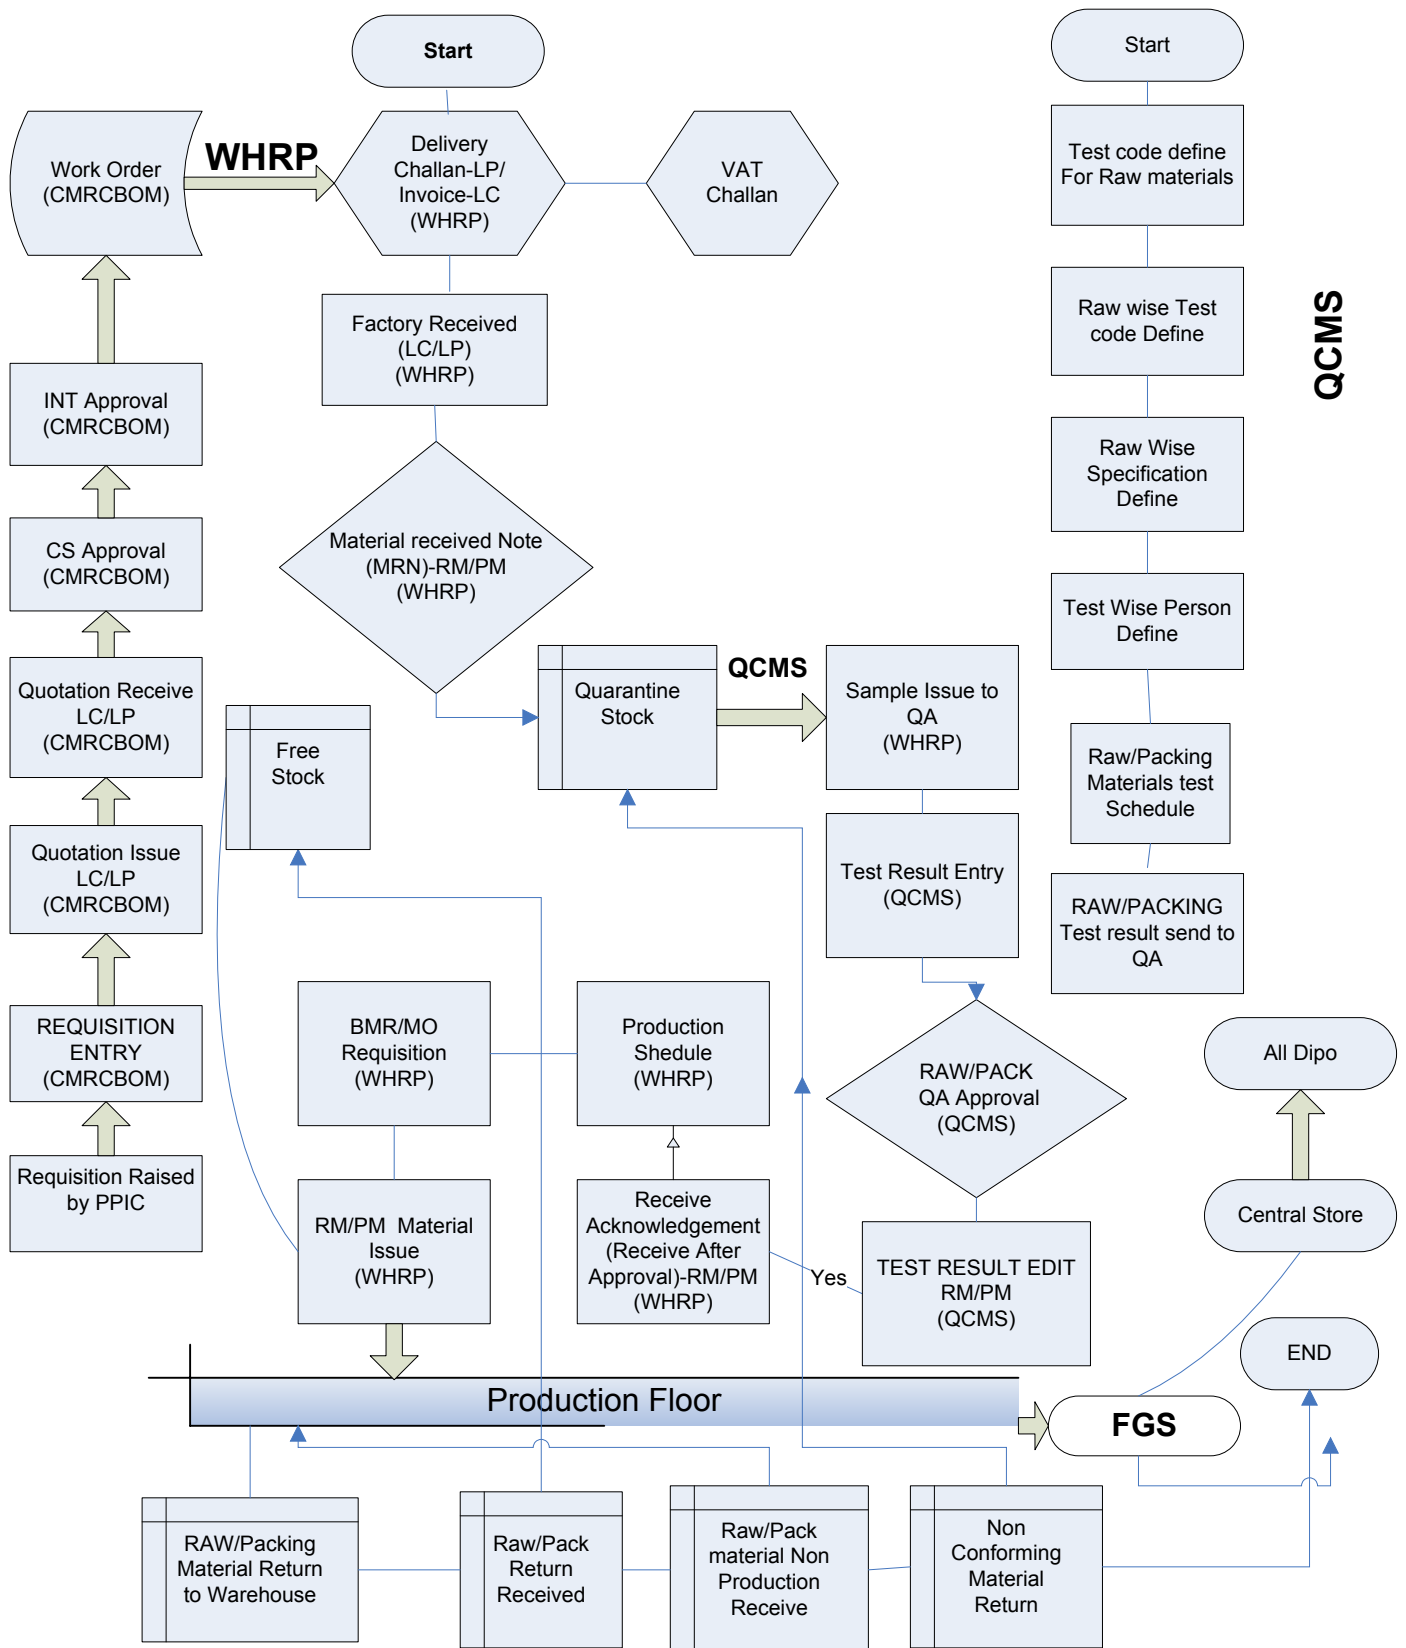 Start
Start
Work Order
(CMRCBOM)
WHRP
Delivery
Challan-LP/
Invoice-LC
(WHRP)
VAT
Challan
Test code define
For Raw materials
Factory Received
(LC/LP)
(WHRP)
Raw wise Test
code Define
QCMS
INT Approval
(CMRCBOM)
Raw Wise
Specification
Define
CS Approval
(CMRCBOM)
Material received Note
(MRN)-RM/PM
(WHRP)
Test Wise Person
Define
Quotation Receive
LC/LP
(CMRCBOM)
Free
Stock
Quarantine
Stock
QCMS
Sample Issue to
QA
(WHRP)
Raw/Packing
Materials test
Schedule
Quotation Issue
LC/LP
(CMRCBOM)
Test Result Entry
(QCMS)
RAW/PACKING
Test result send to
QA
REQUISITION
ENTRY
(CMRCBOM)
BMR/MO
Requisition
(WHRP)
Production
Shedule
(WHRP)
RAW/PACK
QA Approval
(QCMS)
All Dipo
Requisition Raised
by PPIC
RM/PM  Material
Issue
(WHRP)
Receive
Acknowledgement
(Receive After
Approval)-RM/PM
(WHRP)
Yes
TEST RESULT EDIT
RM/PM
(QCMS)
Central Store
END
Production Floor
FGS
RAW/Packing
Material Return
to Warehouse
Raw/Pack
Return
Received
Raw/Pack
material Non
Production
Receive
Non
Conforming
Material
Return